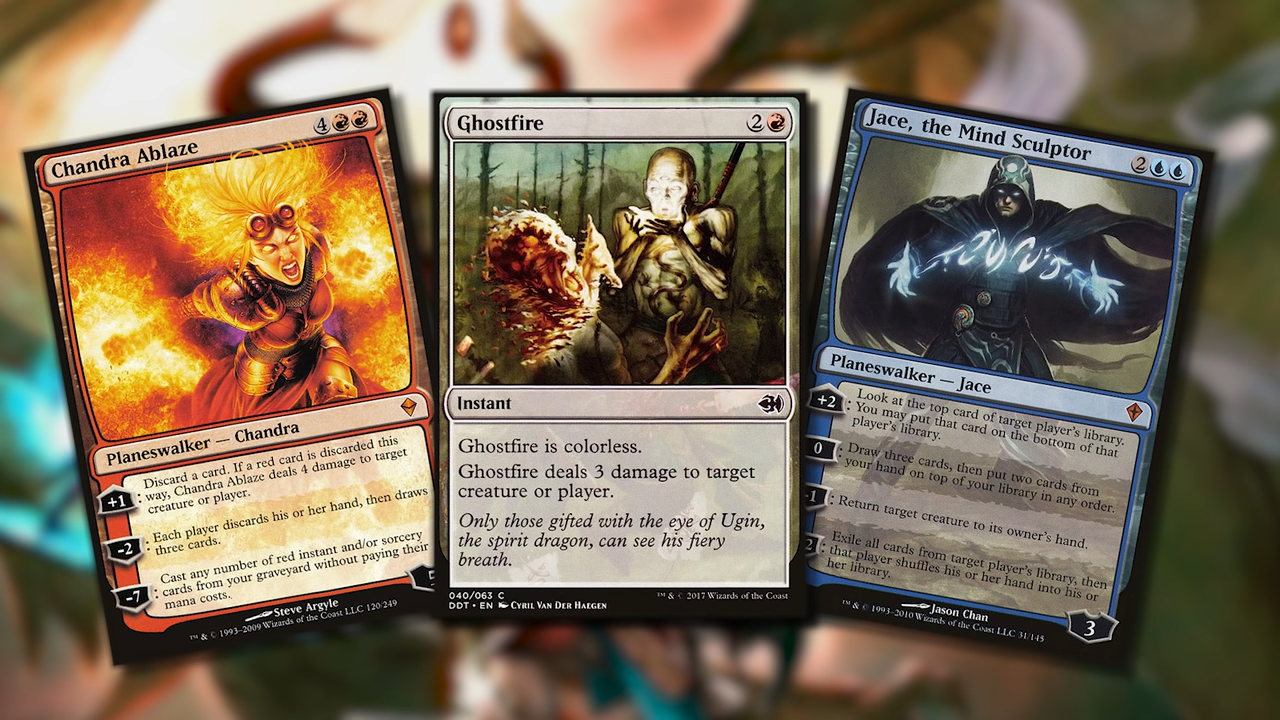 Chandra Ablaze
4
Planeswalker — Chandra
+1 : Discard a card. If a red card is discarded this
way, Chandra Ablaze deals 4 damage to target
creature or player.
-2 : Each player discards his or her hand, then draws
three cards.
-7 : Cast any number of red instant and/or sorcery
cards from your graveyard without paying their
mana costs.
Steve Argyle
™ & © 1993-2009 Wizards of the Coast LLC 120/249
Ghostfire
2
Instant
Ghostfire is colorless.
Ghostfire deals 3 damage to target
creature or player.
Only those gifted with the eye of Ugin,
the spirit dragon, can see his fiery
breath.
040/063 C
DDT • EN Cyril Van Der Haegen
™ & © 2017 Wizards of the Coast
Jace, the Mind Sculptor
2
Planeswalker — Jace
+2 : Look at the top card of target player's library.
You may put that card on the bottom of that
player's library.
0 : Draw three cards, then put two cards from
your hand on top of your library in any order.
-1 : Return target creature to its owner's hand.
2 : Exile all cards from target player's library, then
that player shuffles his or her hand into his or
her library.
Jason Chan
™ & © 1993-2010 Wizards of the Coast LLC 31/145
3